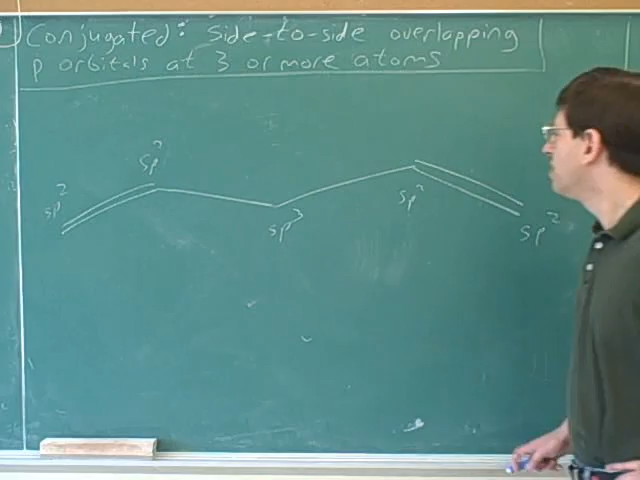 Conjugated: Side-to-side overlapping
p orbitals at 3 or more atoms
sp²
sp²
sp³
sp²
sp²